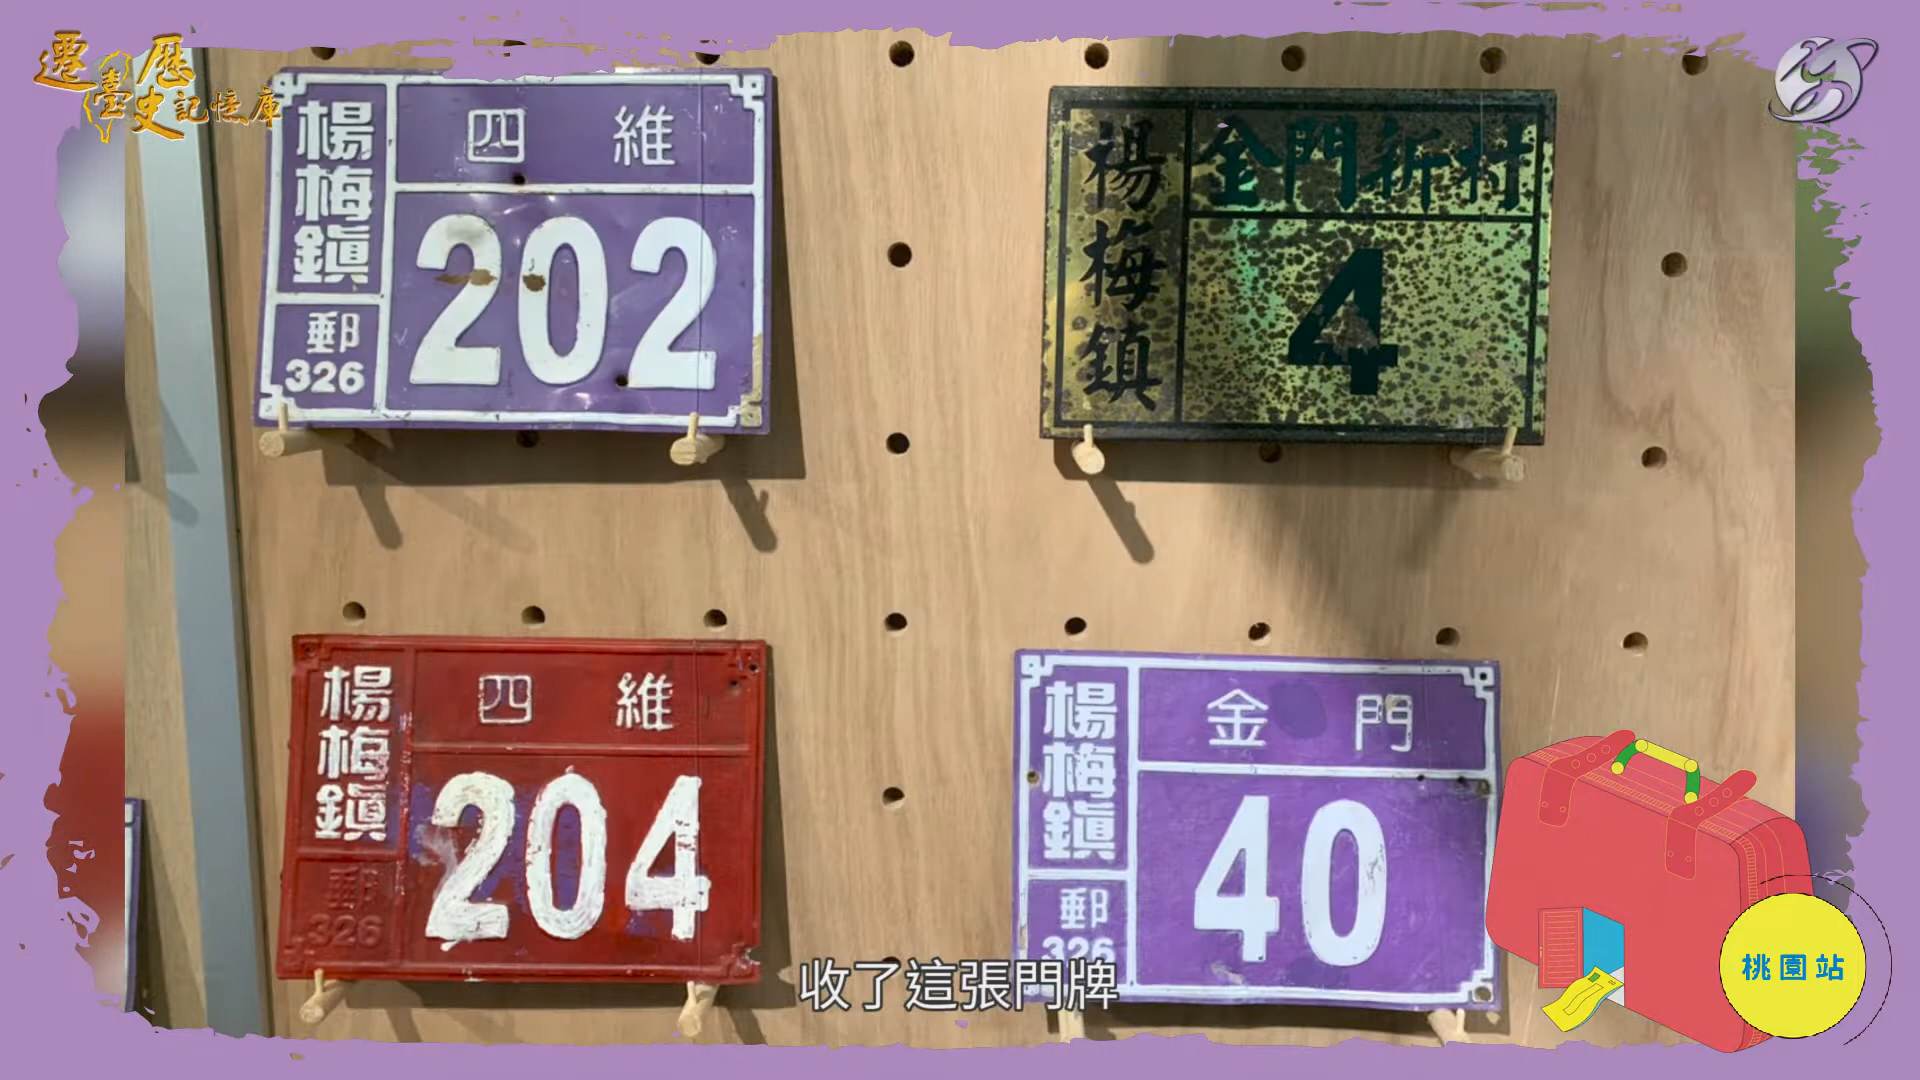 遷臺歷史記憶庫
楊梅鎮
四維
202
郵
326
楊梅鎮
金門新村
4
楊梅鎮
四維
204
郵
326
楊梅鎮
金門
40
郵
326
收了這張門牌
桃園站